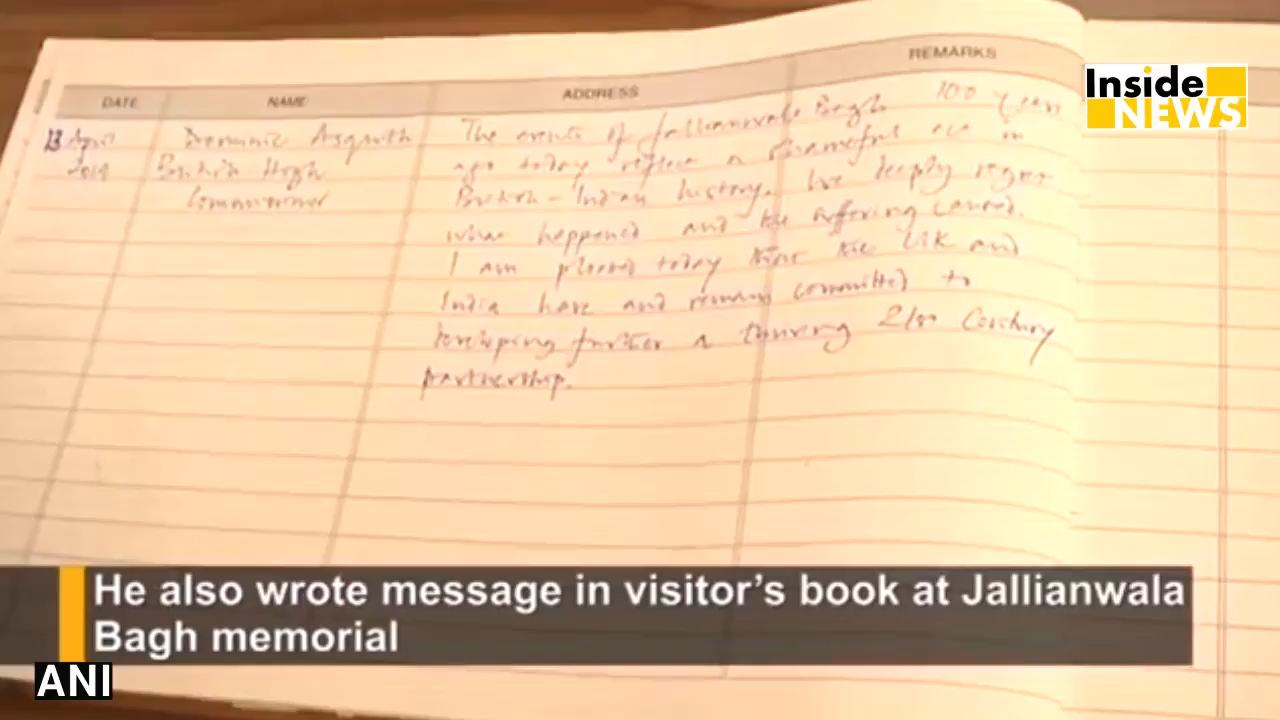 Inside
NEWS
DATE NAME ADDRESS REMARKS
13 April Dominic Asquith The events of Jallianwala Bagh 100 years
2019 British High ago today reflect a shameful act in
Commissioner British-Indian history. We deeply regret
what happened and the suffering caused.
I am pleased today that the UK and
India have and remain committed to
developing further a thriving 21st Century
partnership.
He also wrote message in visitor's book at Jallianwala
Bagh memorial
ANI